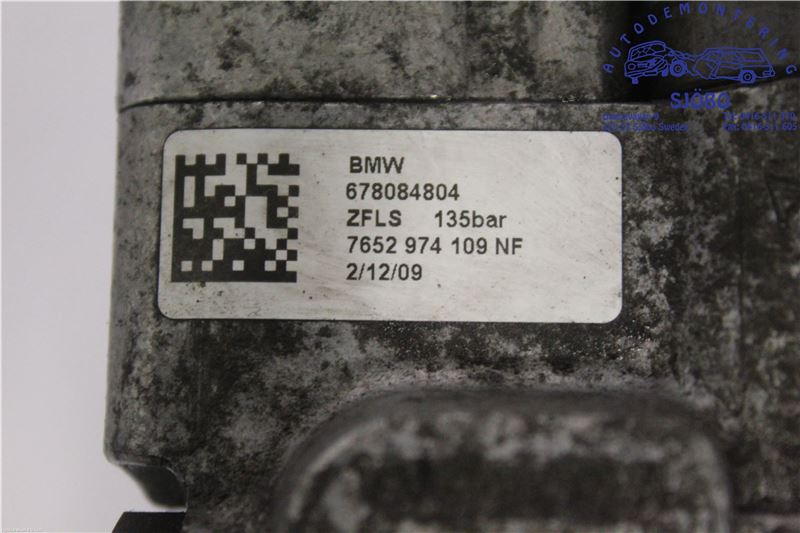 AUTODEMONTERING
SJÖBO
BMW
678084804
ZFLS 135bar
7652 974 109 NF
2/12/09